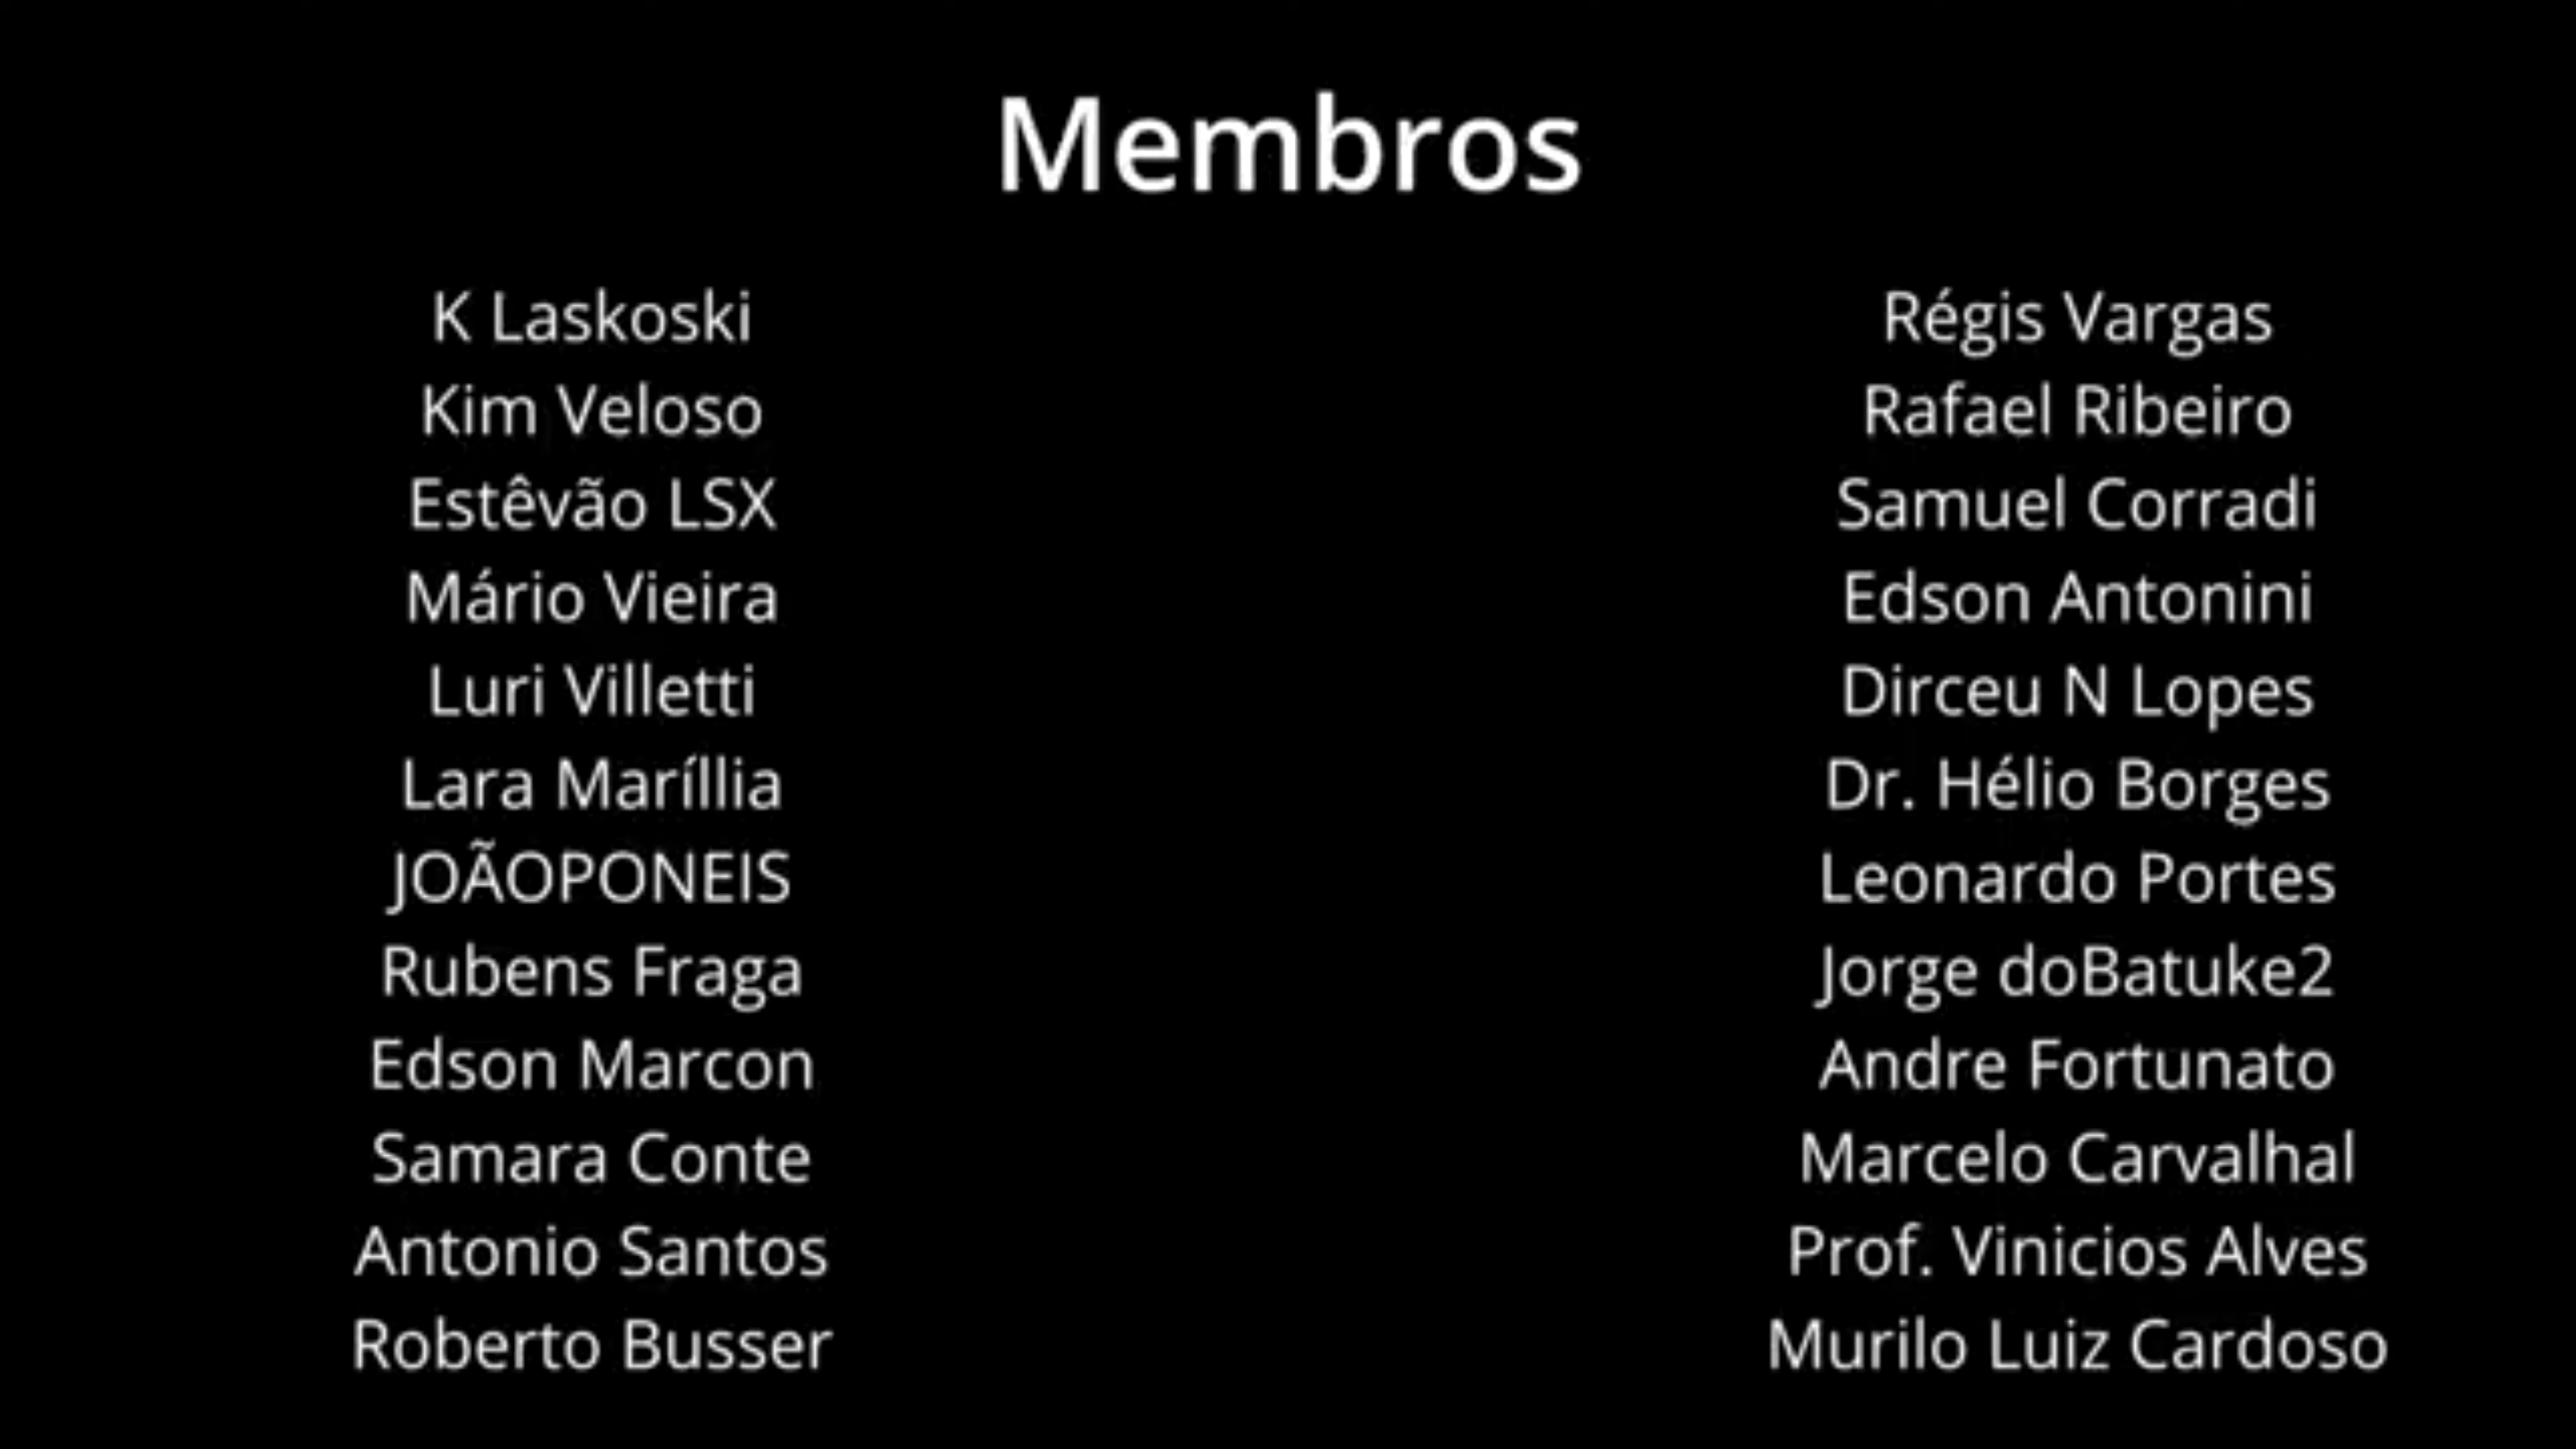 Membros
K Laskoski
Kim Veloso
Estêvão LSX
Mário Vieira
Luri Villetti
Lara Maríllia
JOÃOPONEIS
Rubens Fraga
Edson Marcon
Samara Conte
Antonio Santos
Roberto Busser
Régis Vargas
Rafael Ribeiro
Samuel Corradi
Edson Antonini
Dirceu N Lopes
Dr. Hélio Borges
Leonardo Portes
Jorge doBatuke2
Andre Fortunato
Marcelo Carvalhal
Prof. Vinicios Alves
Murilo Luiz Cardoso